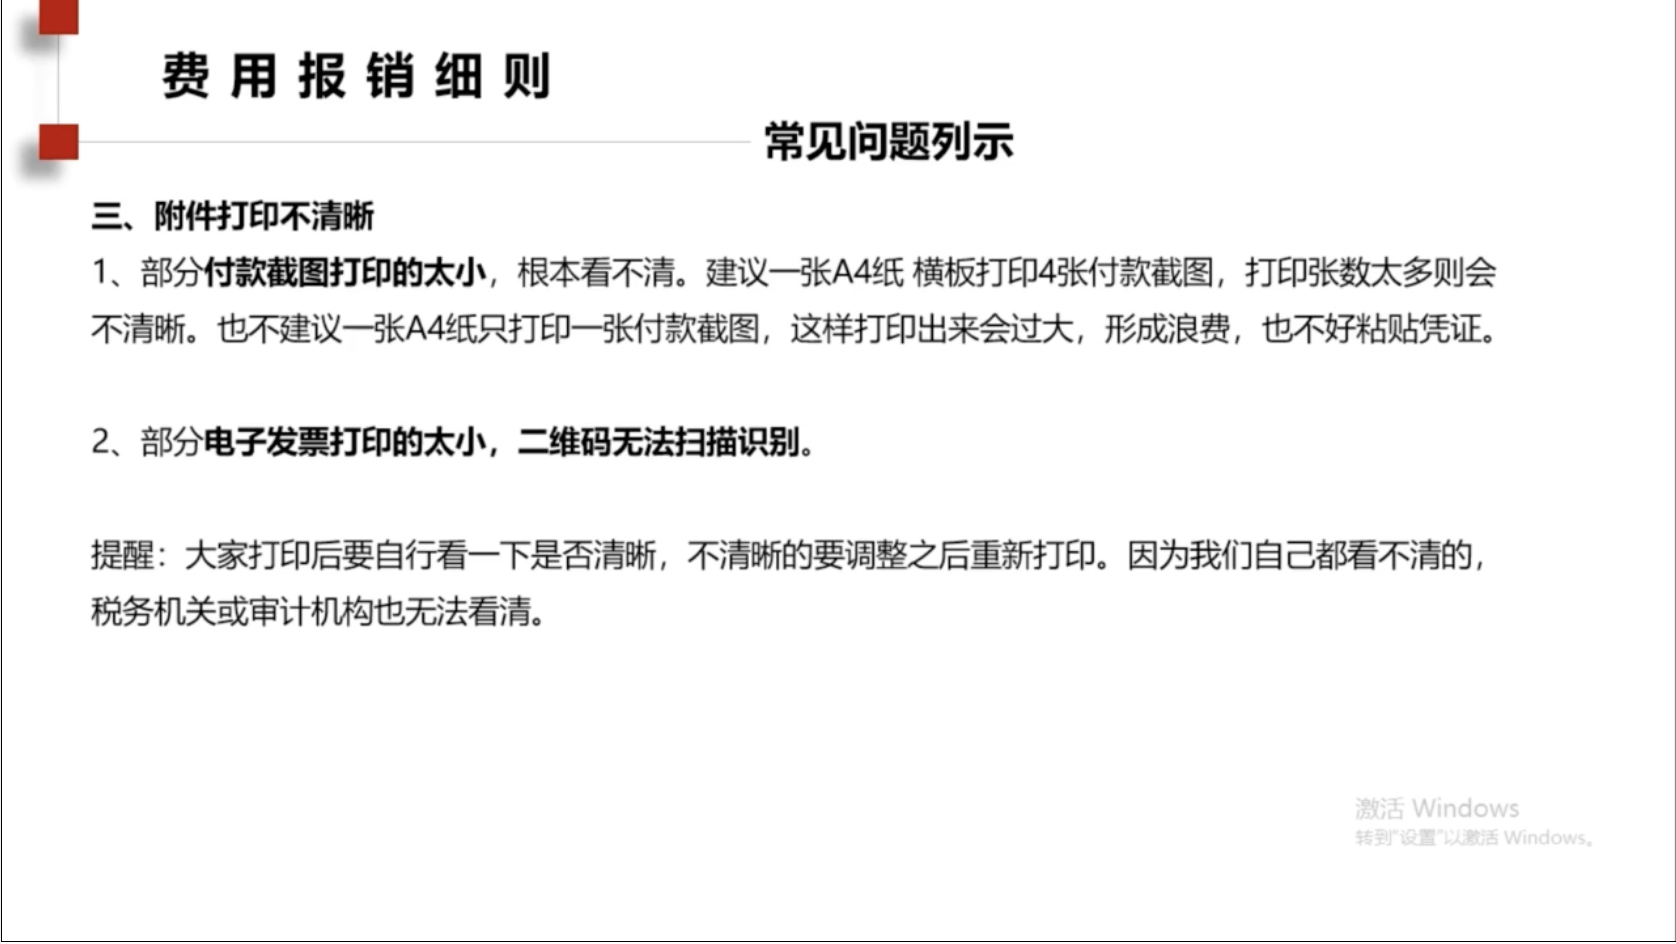 费用报销细则
常见问题列示
三、附件打印不清晰
1、部分付款截图打印的太小，根本看不清。建议一张A4纸 横板打印4张付款截图，打印张数太多则会
不清晰。也不建议一张A4纸只打印一张付款截图，这样打印出来会过大，形成浪费，也不好粘贴凭证。
2、部分电子发票打印的太小，二维码无法扫描识别。
提醒：大家打印后要自行看一下是否清晰，不清晰的要调整之后重新打印。因为我们自己都看不清的，
税务机关或审计机构也无法看清。
激活 Windows
转到"设置"以激活 Windows。